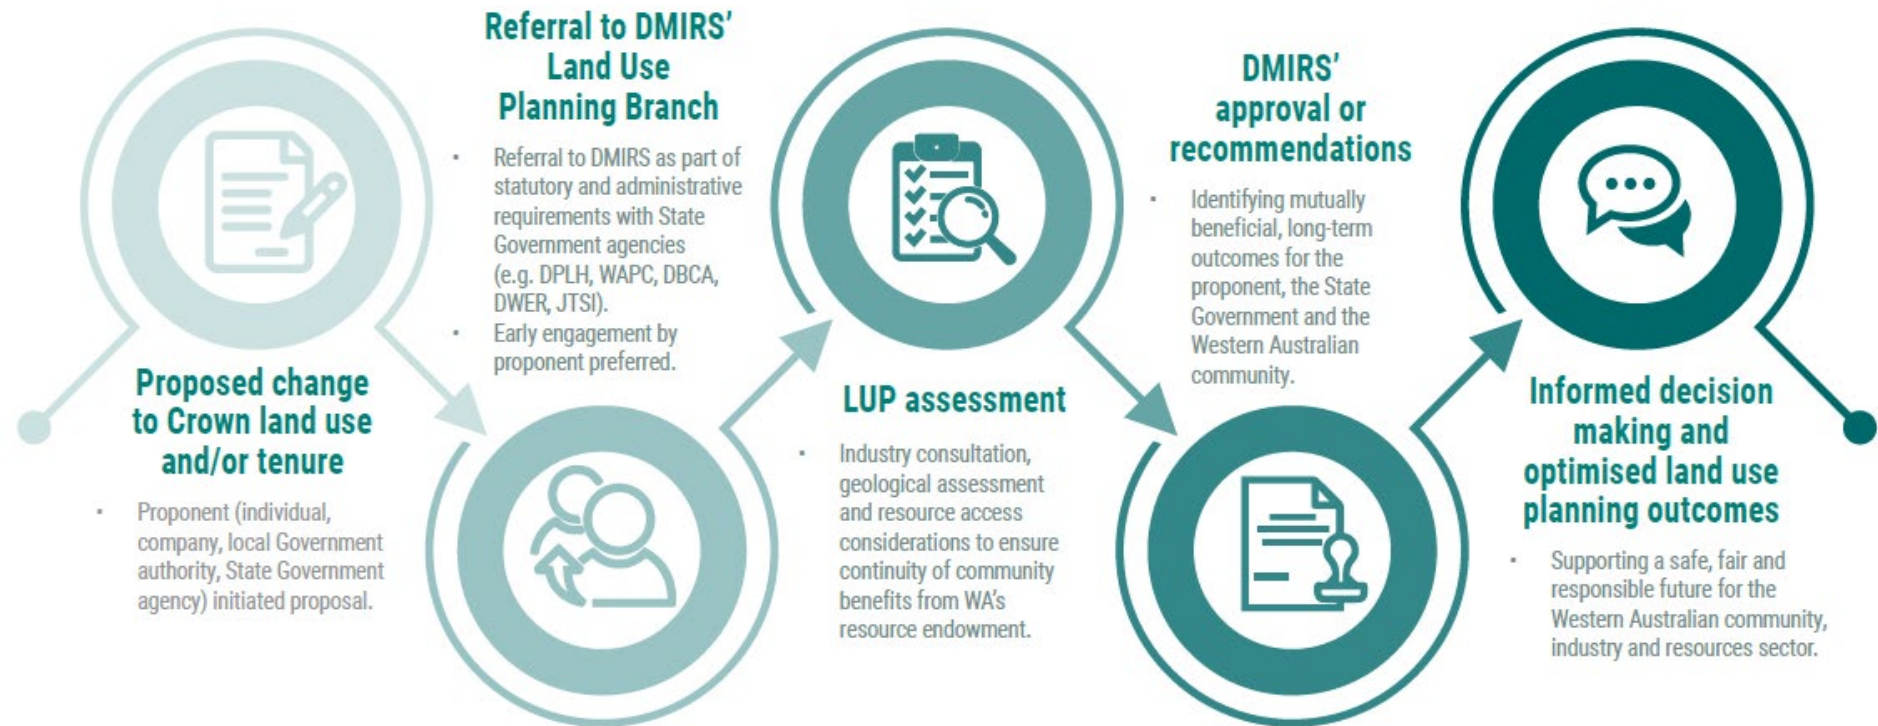 Proposed change
to Crown land use
and/or tenure
▪ Proponent (individual,
company, local Government
authority, State Government
agency) initiated proposal.
Referral to DMIRS’
Land Use
Planning Branch
▪ Referral to DMIRS as part of
statutory and administrative
requirements with State
Government agencies
(e.g. DPLH, WAPC, DBCA,
DWER, JTSI).
▪ Early engagement by
proponent preferred.
LUP assessment
▪ Industry consultation,
geological assessment
and resource access
considerations to ensure
continuity of community
benefits from WA’s
resource endowment.
DMIRS’
approval or
recommendations
▪ Identifying mutually
beneficial, long-term
outcomes for the
proponent, the State
Government and the
Western Australian
community.
Informed decision
making and
optimised land use
planning outcomes
▪ Supporting a safe, fair and
responsible future for the
Western Australian community,
industry and resources sector.